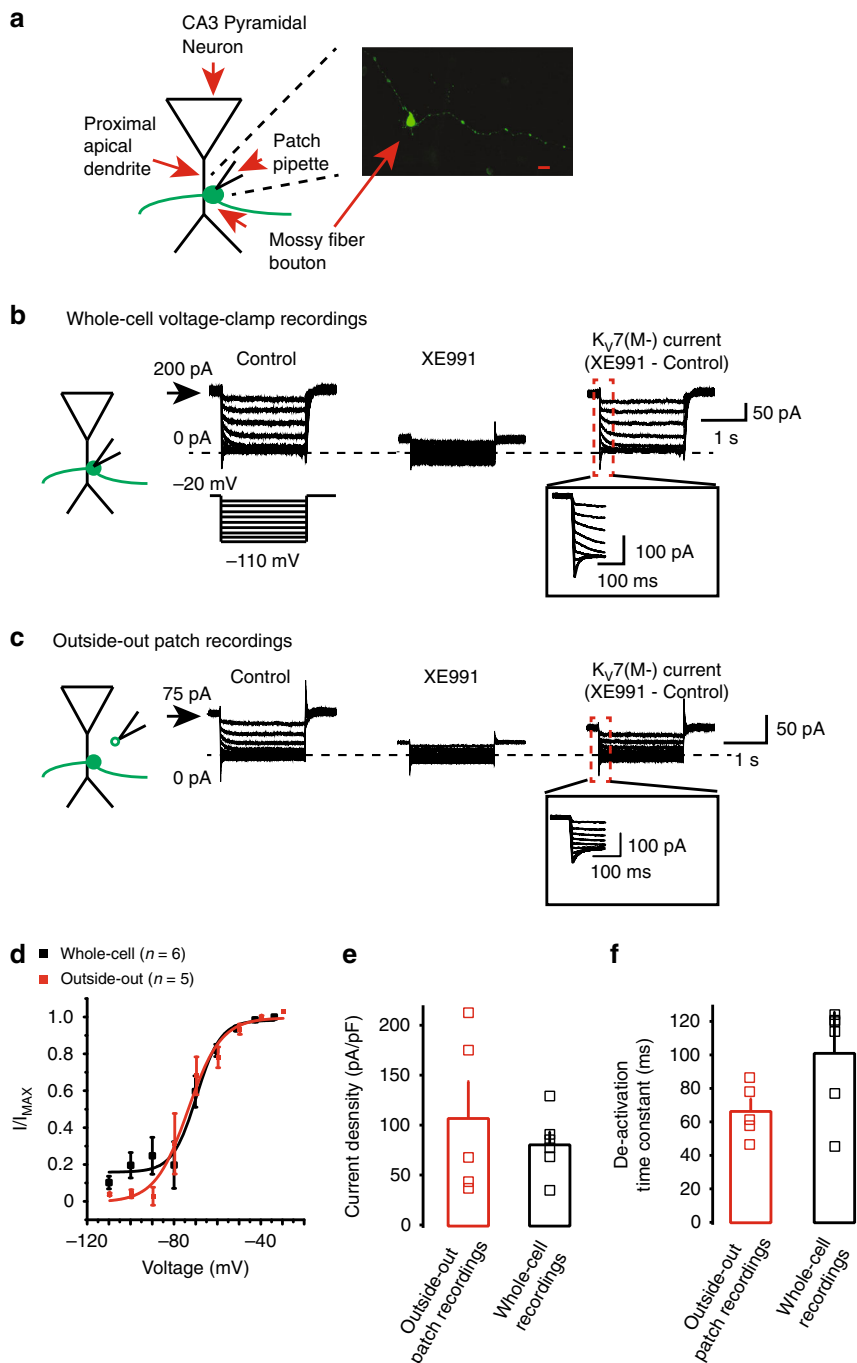 a
CA3 Pyramidal
Neuron
Proximal
apical
dendrite
Patch
pipette
Mossy fiber
bouton
b
Whole-cell voltage-clamp recordings
Control
XE991
KV7(M-) current
(XE991 - Control)
200 pA
0 pA
50 pA
1 s
–20 mV
–110 mV
100 pA
100 ms
c
Outside-out patch recordings
Control
XE991
KV7(M-) current
(XE991 - Control)
75 pA
0 pA
50 pA
1 s
100 pA
100 ms
d
Whole-cell (n = 6)
Outside-out (n = 5)
I/IMAX
1.0
0.8
0.6
0.4
0.2
0
–120
–80
–40
Voltage (mV)
e
Current desnsity (pA/pF)
200
150
100
50
0
Outside-out
patch recordings
Whole-cell
recordings
f
De-activation
time constant (ms)
120
100
80
60
40
20
0
Outside-out
patch recordings
Whole-cell
recordings